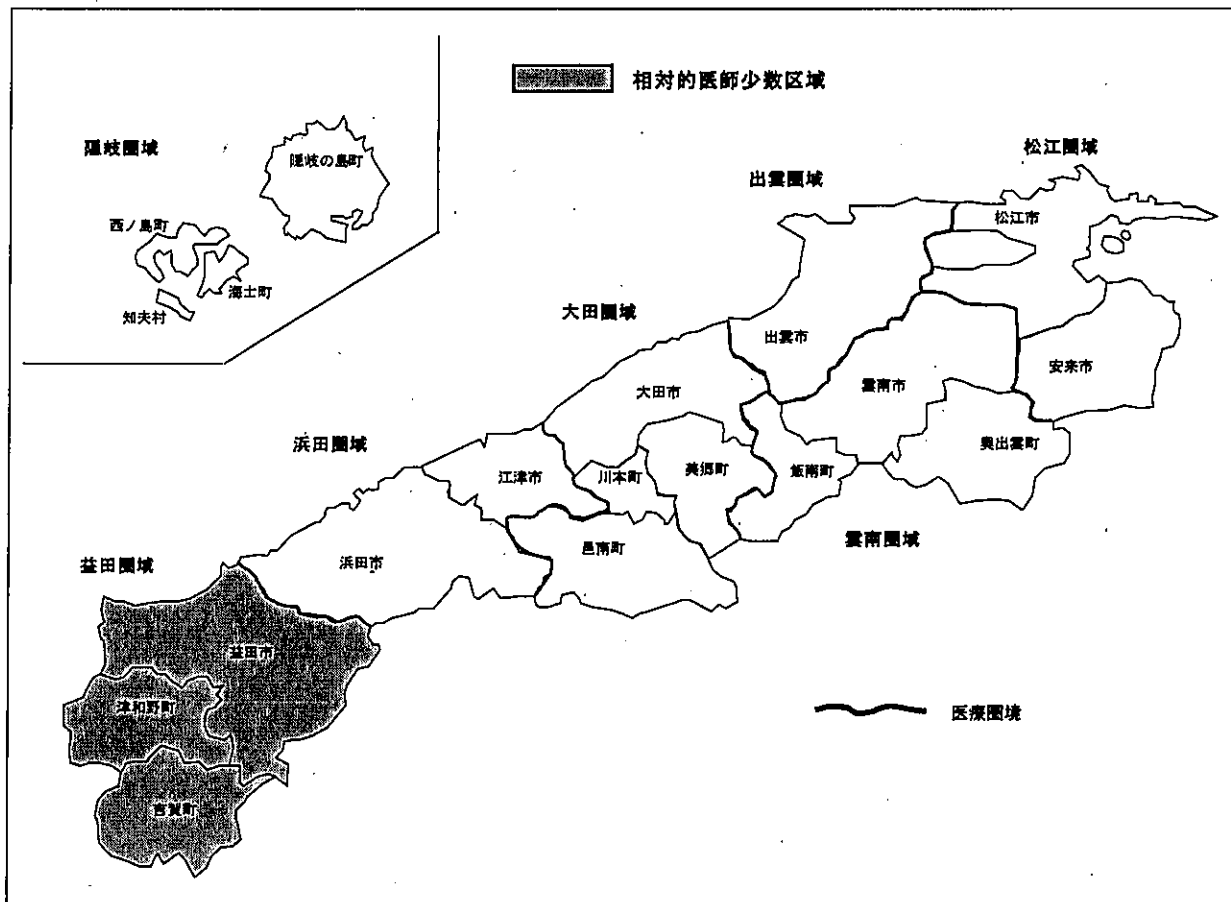 相対的医師少数区域
隠岐圏域
隠岐の島町
西ノ島町
海士町
知夫村
松江圏域
出雲圏域
松江市
大田圏域
出雲市
安来市
雲南市
大田市
奥出雲町
浜田圏域
江津市
川本町
美郷町
飯南町
雲南圏域
邑南町
浜田市
益田圏域
益田市
津和野町
吉賀町
医療圏境